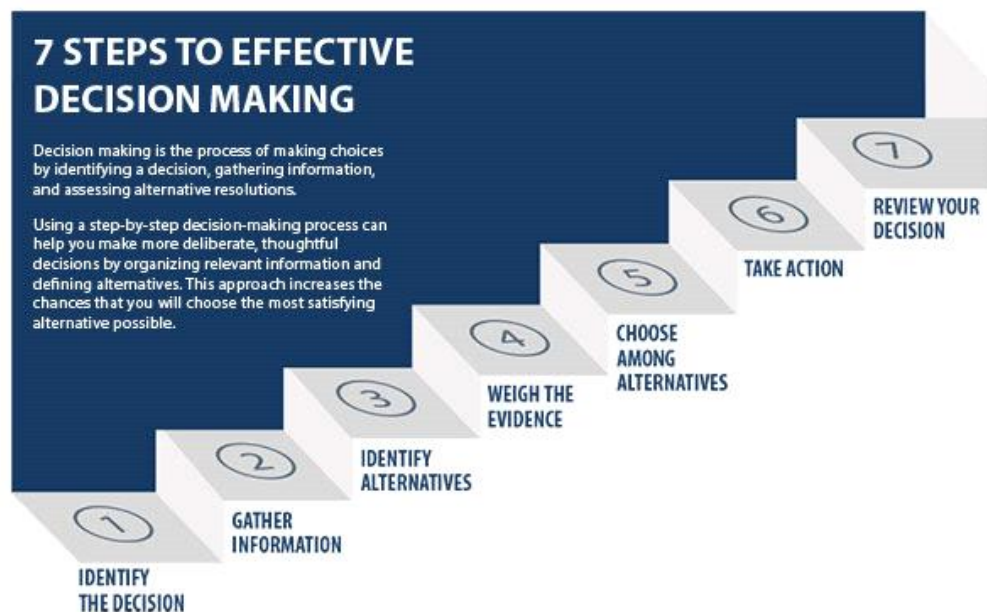 7 STEPS TO EFFECTIVE
DECISION MAKING
Decision making is the process of making choices
by identifying a decision, gathering information,
and assessing alternative resolutions.
Using a step-by-step decision-making process can
help you make more deliberate, thoughtful
decisions by organizing relevant information and
defining alternatives. This approach increases the
chances that you will choose the most satisfying
alternative possible.
1
IDENTIFY
THE DECISION
2
GATHER
INFORMATION
3
IDENTIFY
ALTERNATIVES
4
WEIGH THE
EVIDENCE
5
CHOOSE
AMONG
ALTERNATIVES
6
TAKE ACTION
7
REVIEW YOUR
DECISION